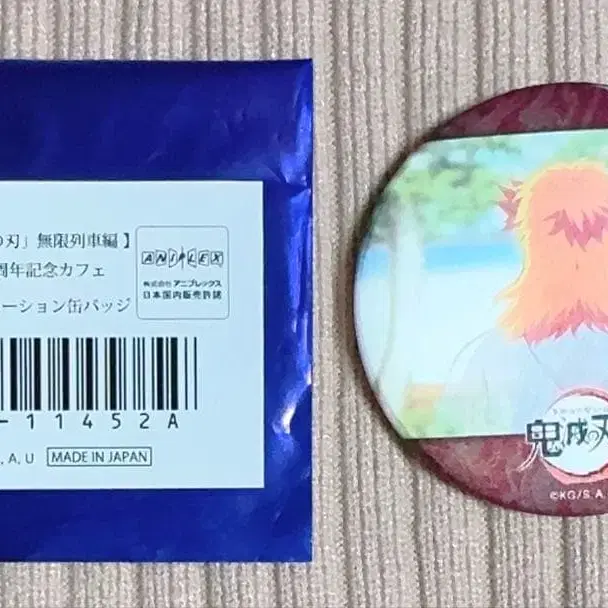 の刃」無限列車編】
周年記念カフェ
ーション缶バッジ
ANIPLEX
株式会社 アニプレックス
日本国内販売許諾
-11452A
, A, U
MADE IN JAPAN
鬼滅の刃
©KG/S, A,